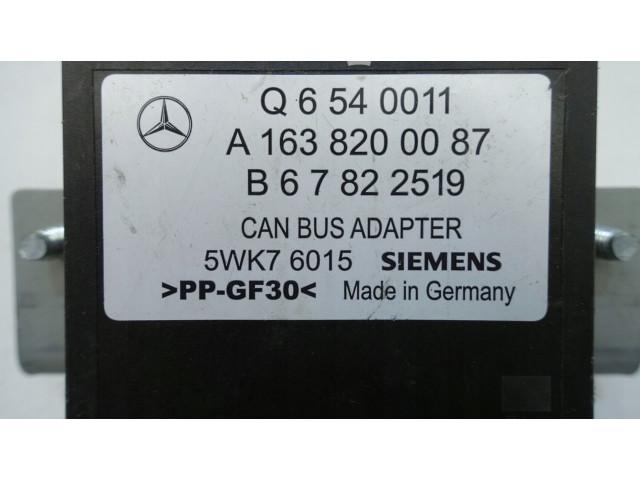 Q 6 54 0011
A 163 820 00 87
B 6 7 82 2519
CAN BUS ADAPTER
5WK7 6015 SIEMENS
>PP-GF30< Made in Germany